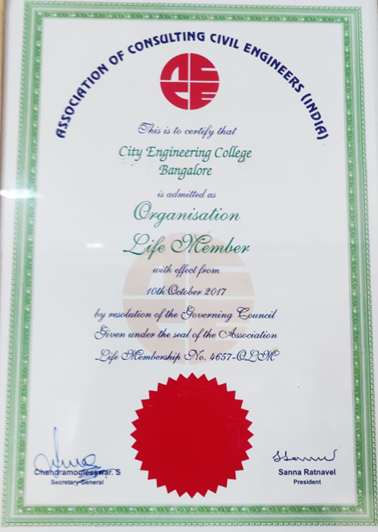 ASSOCIATION OF CONSULTING CIVIL ENGINEERS (INDIA)
This is to certify that
City Engineering College
Bangalore
is admitted as
Organisation
Life Member
with effect from
10th October 2017
by resolution of the Governing Council
Given under the seal of the Association
Life Membership No. 4657-OLM
Chandramouleeswar. S
Secretary General
Sanna Ratnavel
President